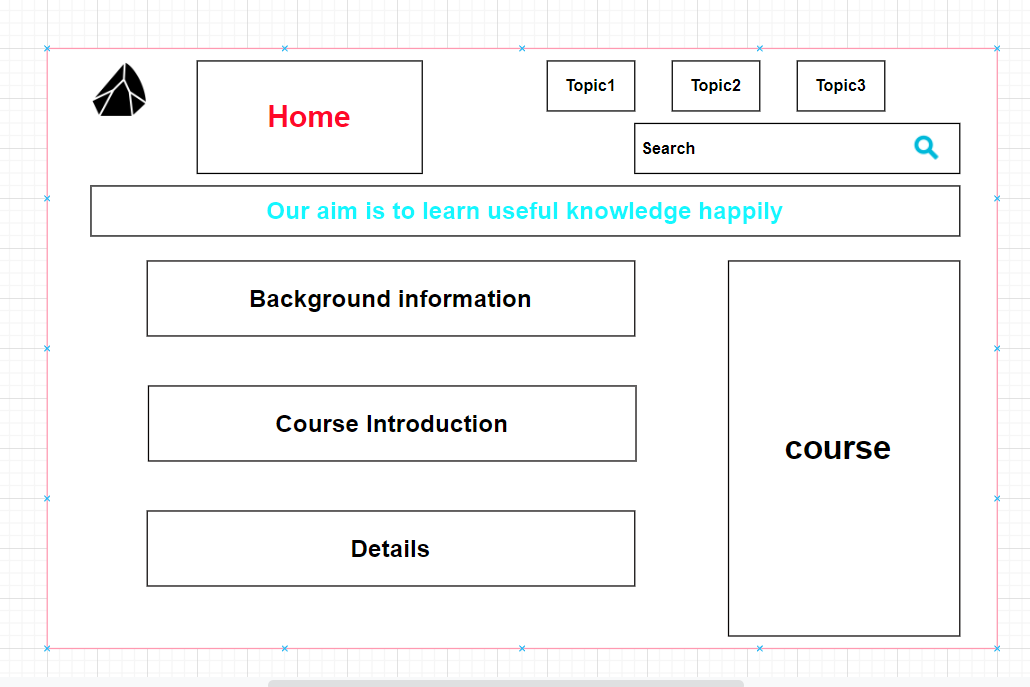 Home
Topic1
Topic2
Topic3
Search
Our aim is to learn useful knowledge happily
Background information
Course Introduction
Details
course